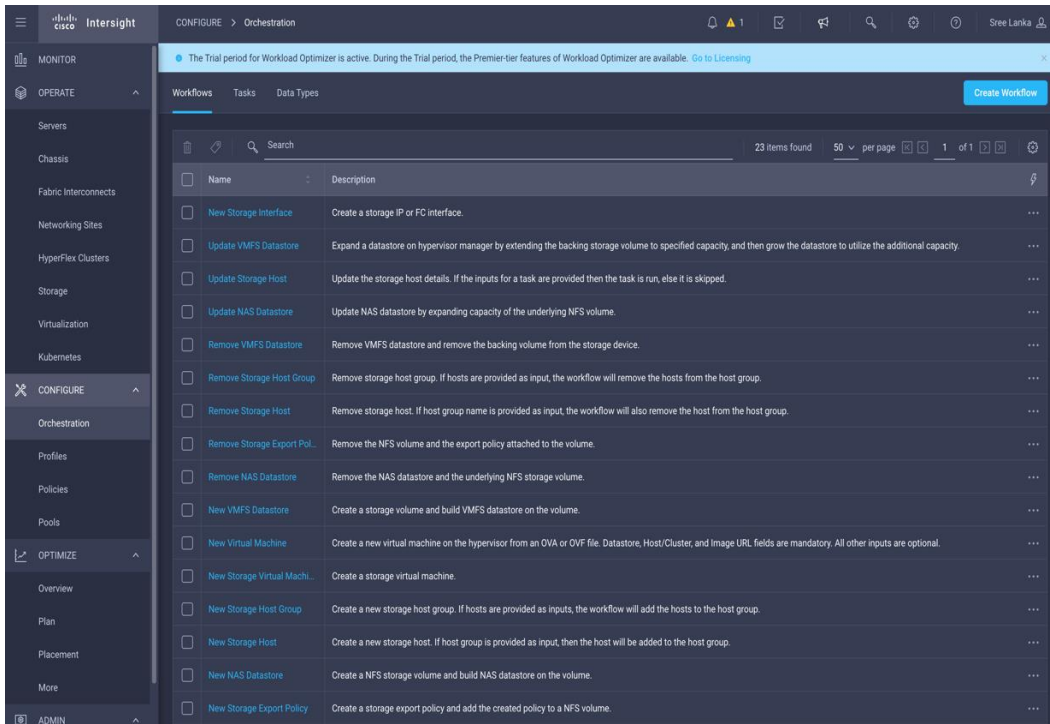 cisco Intersight
CONFIGURE > Orchestration
1
Sree Lanka
The Trial period for Workload Optimizer is active. During the Trial period, the Premier-tier features of Workload Optimizer are available. Go to Licensing
MONITOR
OPERATE
Servers
Chassis
Fabric Interconnects
Networking Sites
HyperFlex Clusters
Storage
Virtualization
Kubernetes
CONFIGURE
Orchestration
Profiles
Policies
Pools
OPTIMIZE
Overview
Plan
Placement
More
ADMIN
Workflows Tasks Data Types
Create Workflow
Search 23 items found 50 per page 1 of 1
Name Description
New Storage Interface Create a storage IP or FC interface.
Update VMFS Datastore Expand a datastore on hypervisor manager by extending the backing storage volume to specified capacity, and then grow the datastore to utilize the additional capacity.
Update Storage Host Update the storage host details. If the inputs for a task are provided then the task is run, else it is skipped.
Update NAS Datastore Update NAS datastore by expanding capacity of the underlying NFS volume.
Remove VMFS Datastore Remove VMFS datastore and remove the backing volume from the storage device.
Remove Storage Host Group Remove storage host group. If hosts are provided as input, the workflow will remove the hosts from the host group.
Remove Storage Host Remove storage host. If host group name is provided as input, the workflow will also remove the host from the host group.
Remove Storage Export Pol... Remove the NFS volume and the export policy attached to the volume.
Remove NAS Datastore Remove the NAS datastore and the underlying NFS storage volume.
New VMFS Datastore Create a storage volume and build VMFS datastore on the volume.
New Virtual Machine Create a new virtual machine on the hypervisor from an OVA or OVF file. Datastore, Host/Cluster, and Image URL fields are mandatory. All other inputs are optional.
New Storage Virtual Machi... Create a storage virtual machine.
New Storage Host Group Create a new storage host group. If hosts are provided as inputs, the workflow will add the hosts to the host group.
New Storage Host Create a new storage host. If host group is provided as input, then the host will be added to the host group.
New NAS Datastore Create a NFS storage volume and build NAS datastore on the volume.
New Storage Export Policy Create a storage export policy and add the created policy to a NFS volume.